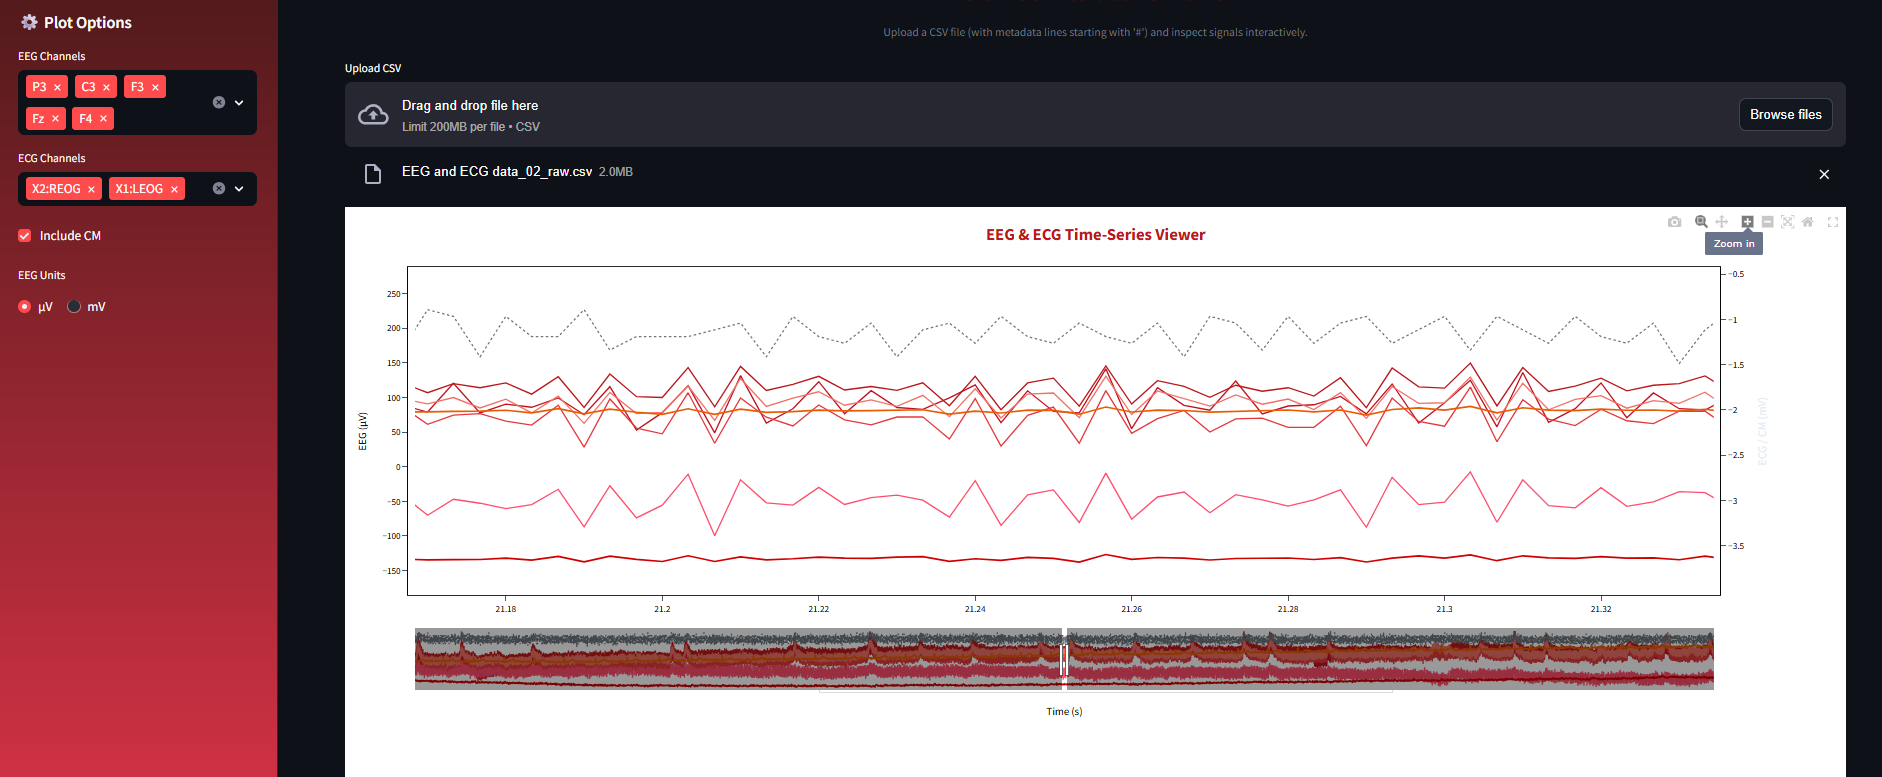 Plot Options
EEG Channels
P3 × C3 × F3 ×
Fz × F4 ×
ECG Channels
X2:REOG × X1:LEOG ×
Include CM
EEG Units
µV mV
Upload a CSV file (with metadata lines starting with '#') and inspect signals interactively.
Upload CSV
Drag and drop file here
Limit 200MB per file • CSV
Browse files
EEG and ECG data_02_raw.csv 2.0MB
EEG & ECG Time-Series Viewer
Zoom in
250
200
150
100
50
0
−50
−100
−150
EEG (µV)
−0.5
−1
−1.5
−2
−2.5
−3
−3.5
ECG / CM (mV)
21.18 21.2 21.22 21.24 21.26 21.28 21.3 21.32
Time (s)